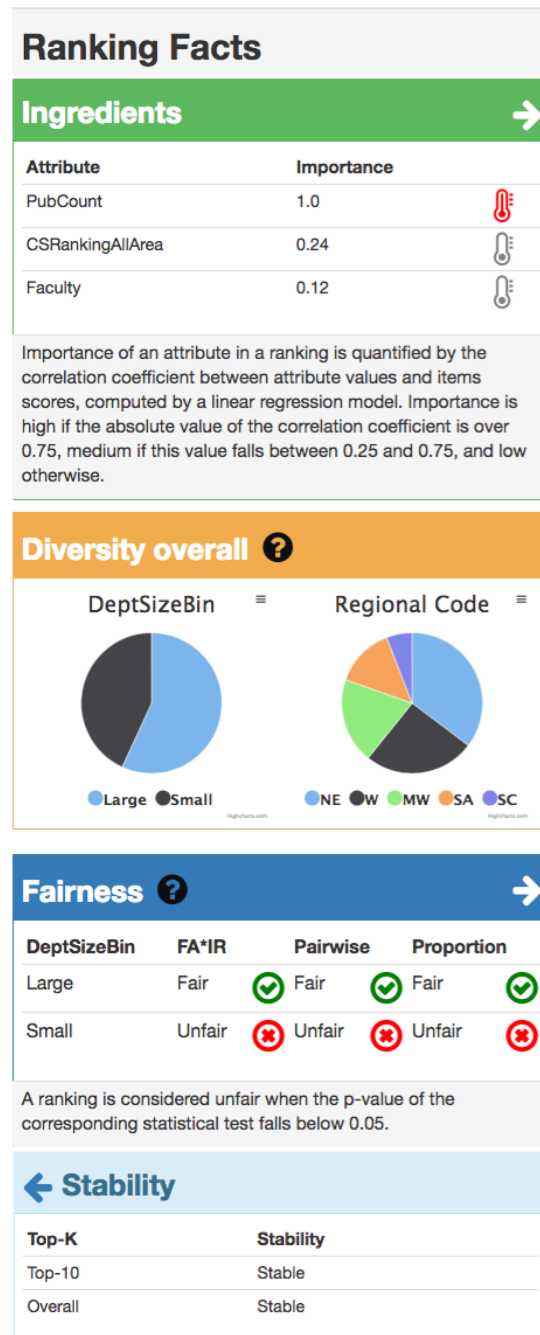 Ranking Facts
Ingredients
Attribute Importance
PubCount 1.0
CSRankingAllArea 0.24
Faculty 0.12
Importance of an attribute in a ranking is quantified by the
correlation coefficient between attribute values and items
scores, computed by a linear regression model. Importance is
high if the absolute value of the correlation coefficient is over
0.75, medium if this value falls between 0.25 and 0.75, and low
otherwise.
Diversity overall ?
DeptSizeBin Regional Code
Large Small NE W MW SA SC
Highcharts.com Highcharts.com
Fairness ?
DeptSizeBin FA*IR Pairwise Proportion
Large Fair Fair Fair
Small Unfair Unfair Unfair
A ranking is considered unfair when the p-value of the
corresponding statistical test falls below 0.05.
Stability
Top-K Stability
Top-10 Stable
Overall Stable